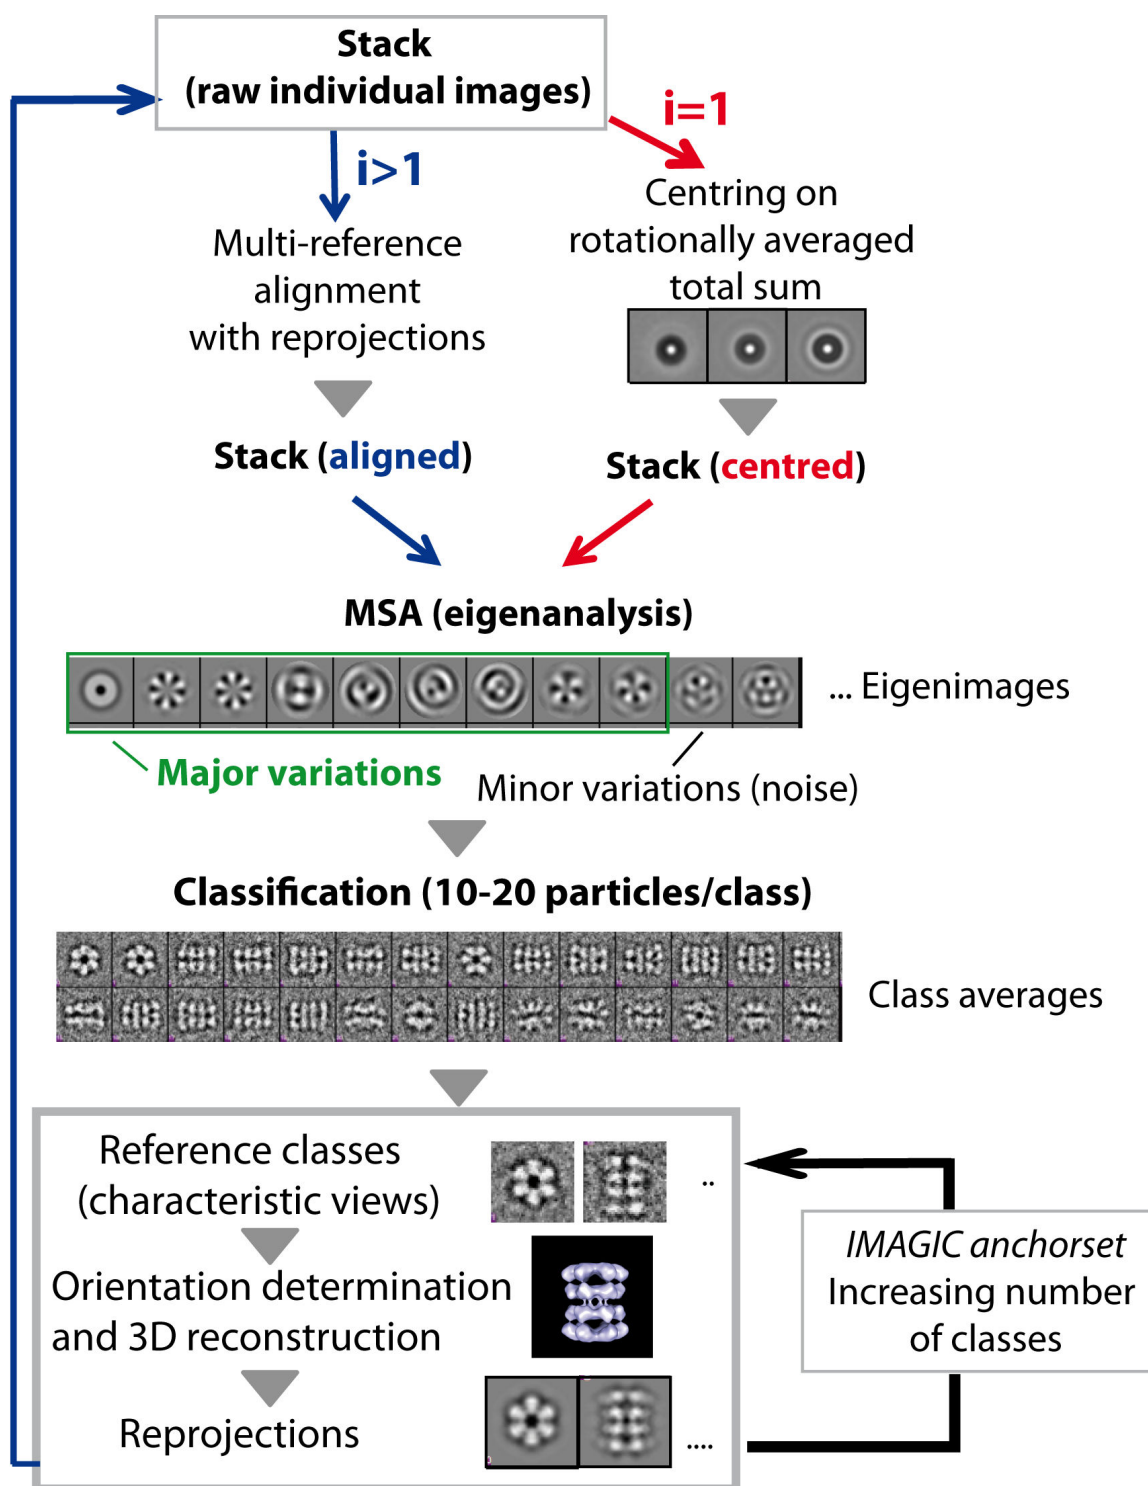 Stack
(raw individual images)
i=1
i>1
Centring on
rotationally averaged
total sum
Multi-reference
alignment
with reprojections
Stack (aligned)
Stack (centred)
MSA (eigenanalysis)
... Eigenimages
Major variations
Minor variations (noise)
Classification (10-20 particles/class)
Class averages
Reference classes
(characteristic views)
..
IMAGIC anchorset
Increasing number
of classes
Orientation determination
and 3D reconstruction
Reprojections
....